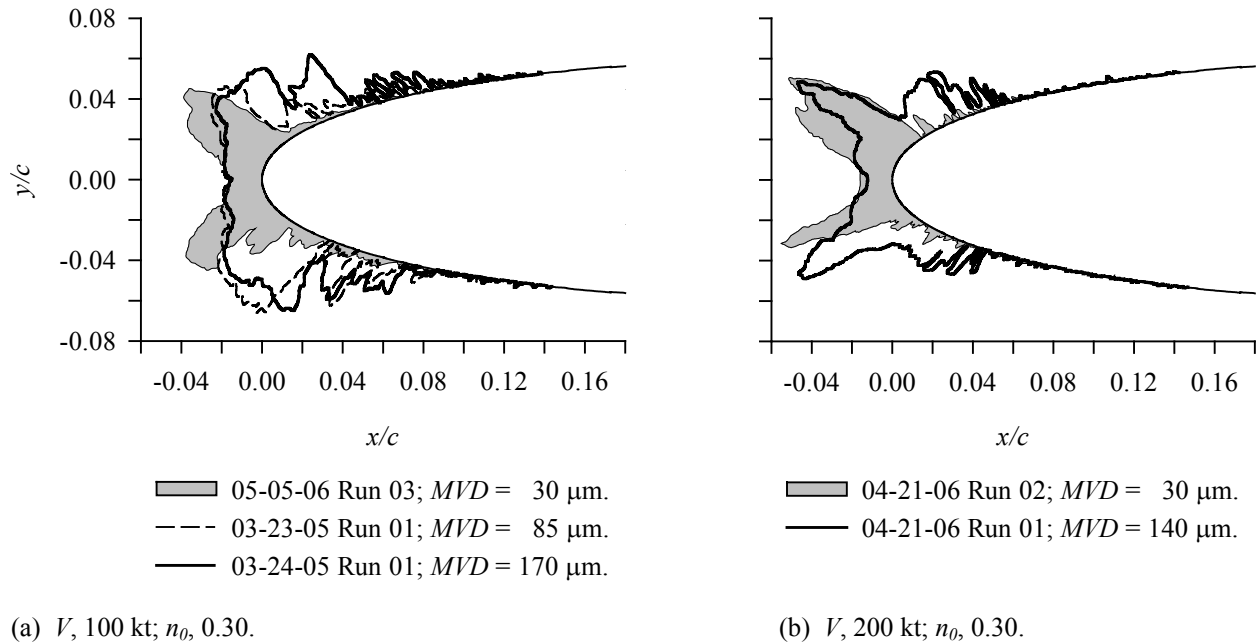 0.08
0.04
0.00
-0.04
-0.08
y/c
-0.04 0.00 0.04 0.08 0.12 0.16
x/c
05-05-06 Run 03; MVD = 30 μm.
03-23-05 Run 01; MVD = 85 μm.
03-24-05 Run 01; MVD = 170 μm.
(a) V, 100 kt; n0, 0.30.
-0.04 0.00 0.04 0.08 0.12 0.16
x/c
04-21-06 Run 02; MVD = 30 μm.
04-21-06 Run 01; MVD = 140 μm.
(b) V, 200 kt; n0, 0.30.